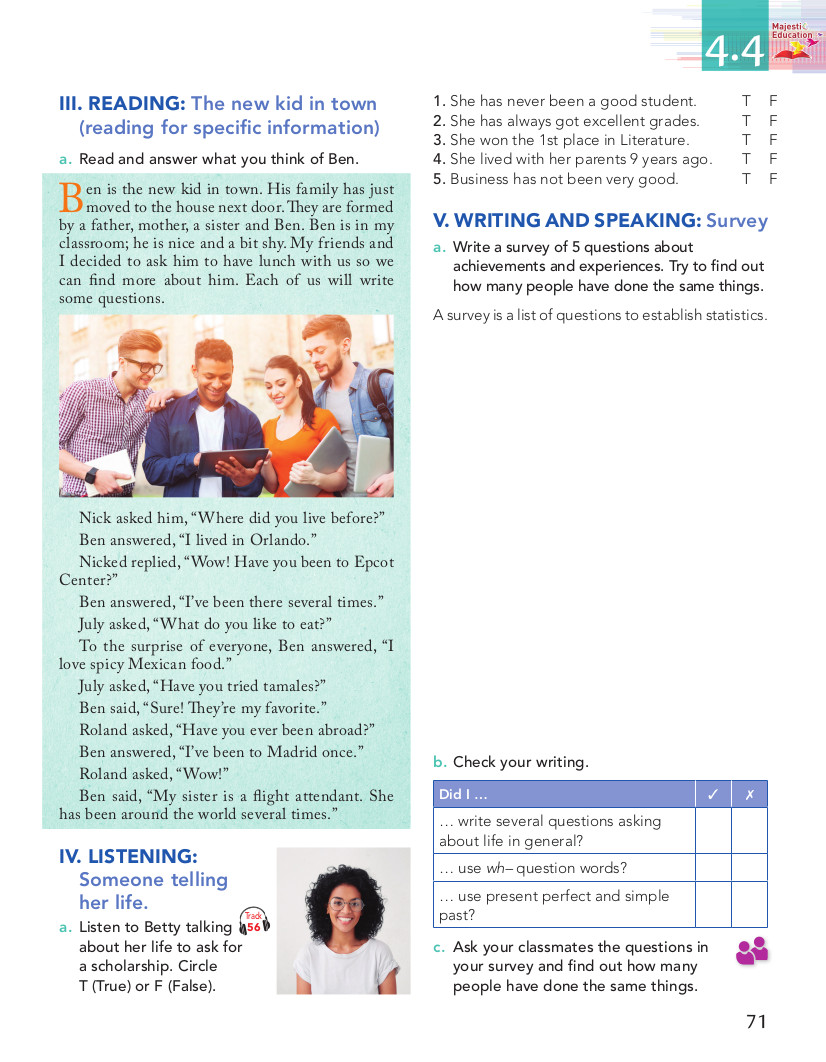 4.4
Majesti
Education
III. READING: The new kid in town
(reading for specific information)
a. Read and answer what you think of Ben.
Ben is the new kid in town. His family has just
moved to the house next door. They are formed
by a father, mother, a sister and Ben. Ben is in my
classroom; he is nice and a bit shy. My friends and
I decided to ask him to have lunch with us so we
can find more about him. Each of us will write
some questions.
Nick asked him, “Where did you live before?”
Ben answered, “I lived in Orlando.”
Nicked replied, “Wow! Have you been to Epcot
Center?”
Ben answered, “I’ve been there several times.”
July asked, “What do you like to eat?”
To the surprise of everyone, Ben answered, “I
love spicy Mexican food.”
July asked, “Have you tried tamales?”
Ben said, “Sure! They’re my favorite.”
Roland asked, “Have you ever been abroad?”
Ben answered, “I’ve been to Madrid once.”
Roland asked, “Wow!”
Ben said, “My sister is a flight attendant. She
has been around the world several times.”
IV. LISTENING:
Someone telling
her life.
a. Listen to Betty talking
about her life to ask for
a scholarship. Circle
T (True) or F (False).
Track
56
1. She has never been a good student. T F
2. She has always got excellent grades. T F
3. She won the 1st place in Literature. T F
4. She lived with her parents 9 years ago. T F
5. Business has not been very good. T F
V. WRITING AND SPEAKING: Survey
a. Write a survey of 5 questions about
achievements and experiences. Try to find out
how many people have done the same things.
A survey is a list of questions to establish statistics.
b. Check your writing.
Did I … ✓ ✗
… write several questions asking
about life in general?
… use wh– question words?
… use present perfect and simple
past?
c. Ask your classmates the questions in
your survey and find out how many
people have done the same things.
71